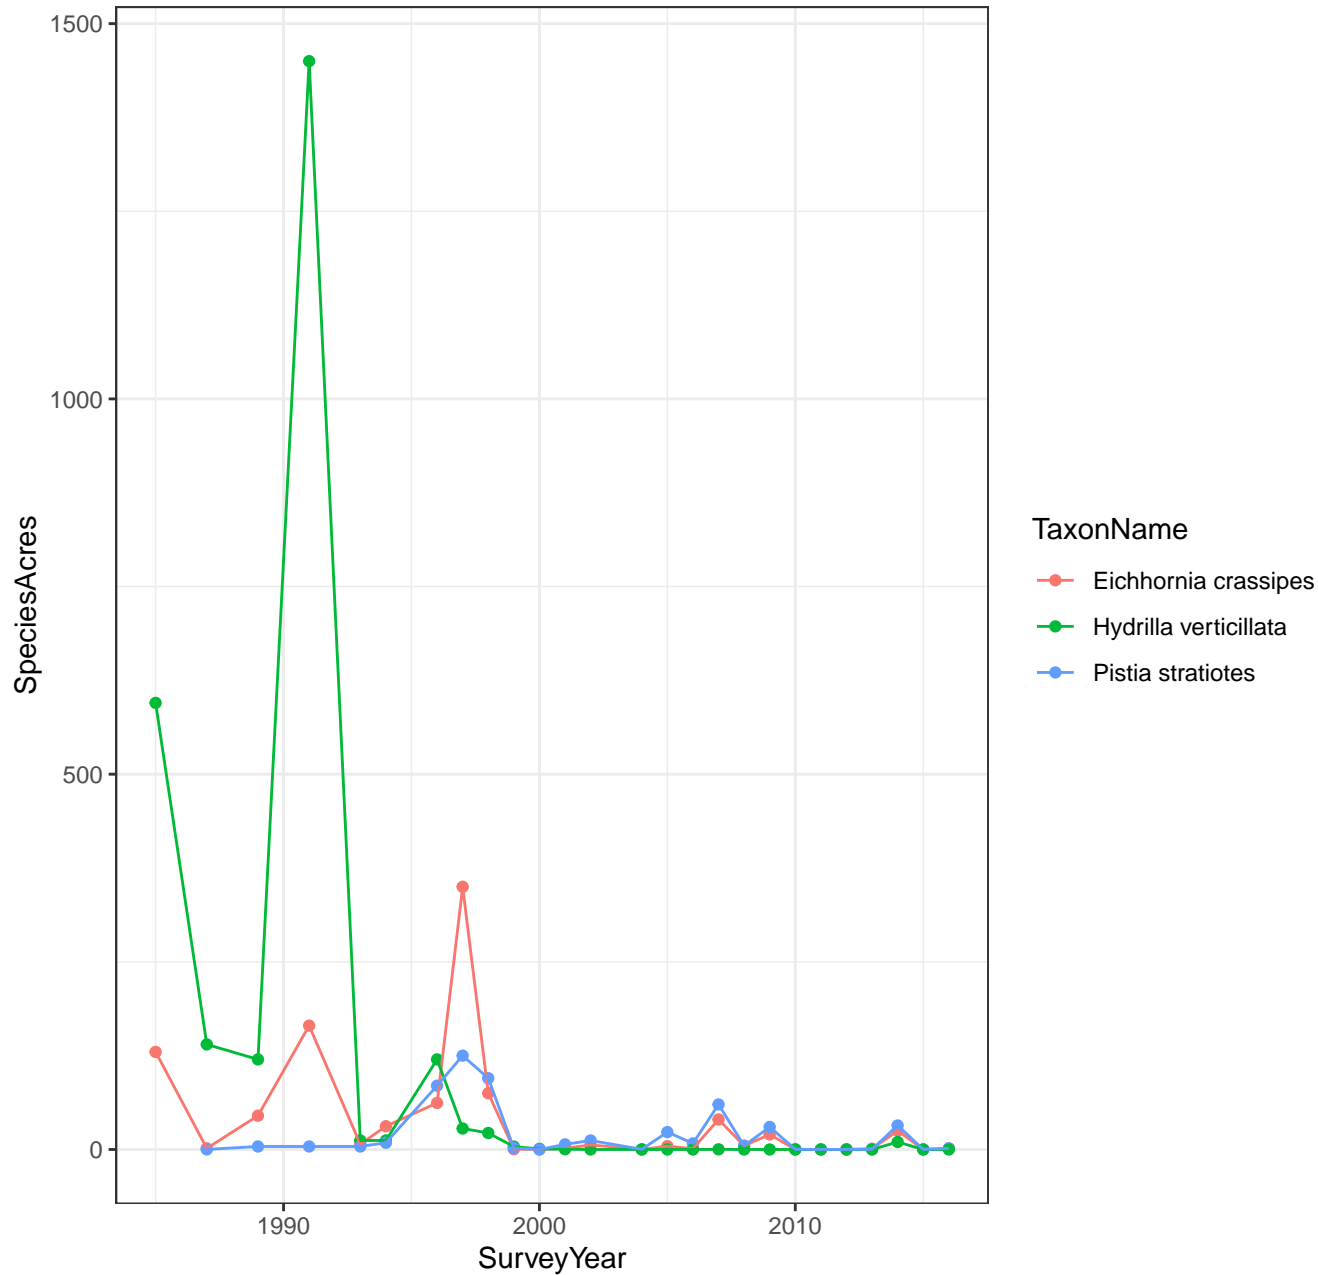 1500
1000
500
0
SpeciesAcres
1990
2000
2010
SurveyYear
TaxonName
Eichhornia crassipes
Hydrilla verticillata
Pistia stratiotes